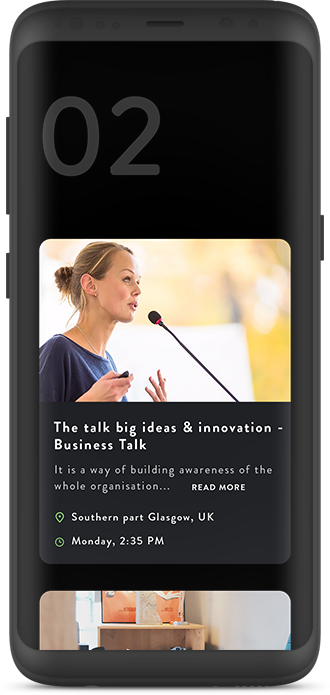 02
The talk big ideas & innovation -
Business Talk
It is a way of building awareness of the
whole organisation... READ MORE
Southern part Glasgow, UK
Monday, 2:35 PM